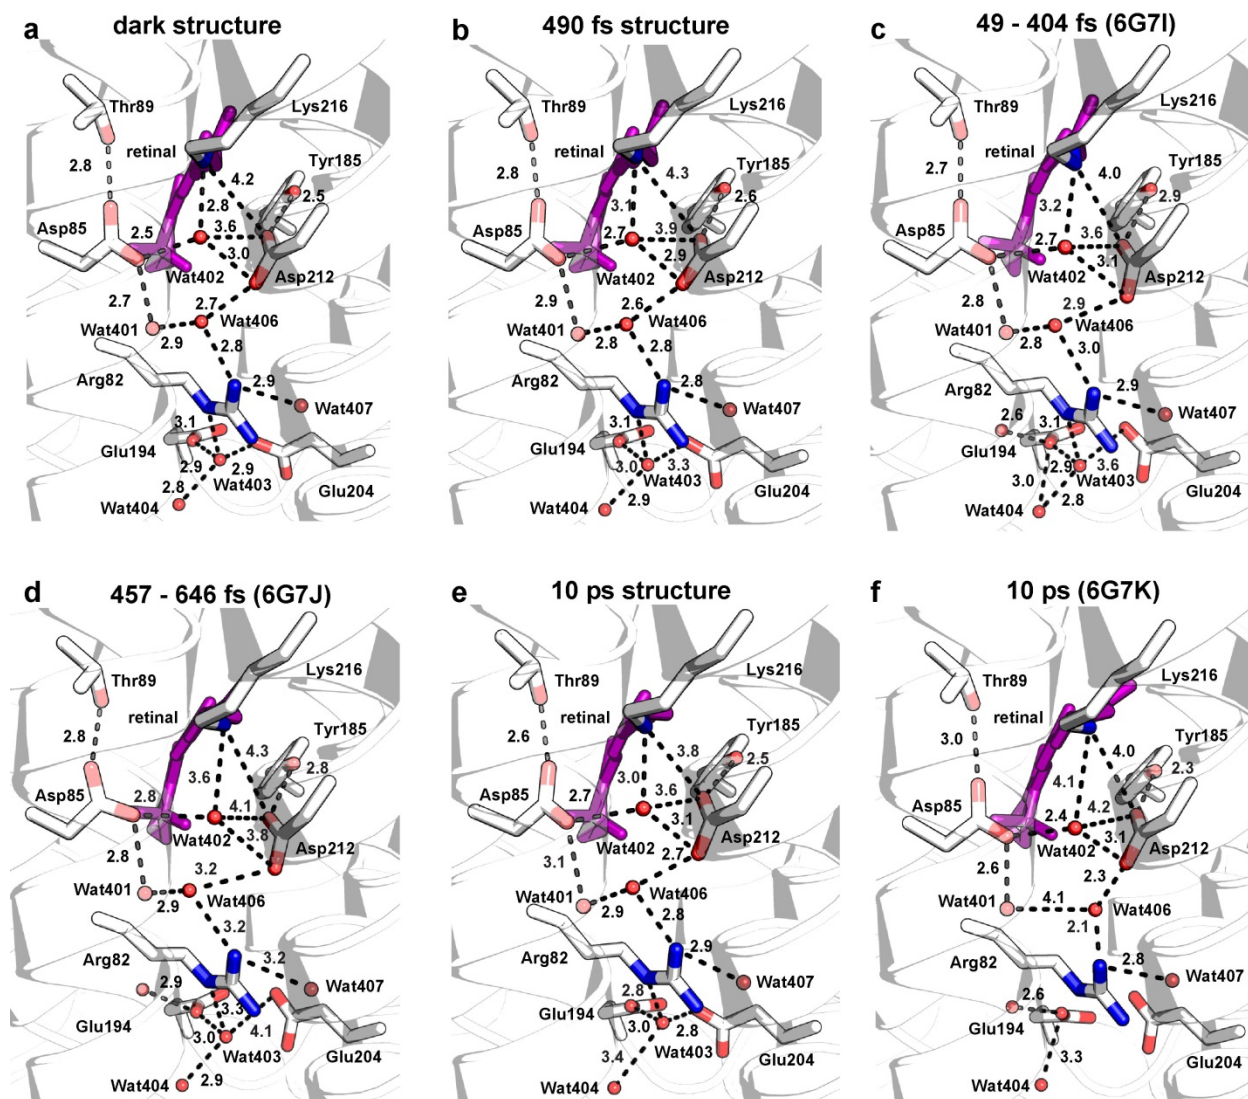 a dark structure
Thr89
Lys216
retinal
2.8
4.2
Tyr185
2.8
2.5
Asp85
2.5
3.6
3.0
Wat402
Asp212
2.7
2.7
Wat401
Wat406
2.9
2.8
Arg82
2.9
Wat407
3.1
Glu194
2.9
2.9
Wat403
2.8
Glu204
Wat404
b 490 fs structure
Thr89
Lys216
retinal
2.8
4.3
Tyr185
3.1
2.6
Asp85
2.7
3.9
2.9
Wat402
Asp212
2.9
2.6
Wat401
Wat406
2.8
2.8
Arg82
2.8
Wat407
3.1
Glu194
3.0
3.3
Wat403
2.9
Glu204
Wat404
c 49 - 404 fs (6G7I)
Thr89
Lys216
retinal
2.7
4.0
Tyr185
3.2
2.9
Asp85
2.7
3.6
3.1
Wat402
Asp212
2.8
2.9
Wat401
Wat406
2.8
3.0
Arg82
2.9
Wat407
2.6
3.1
Glu194
2.9
3.6
Wat403
3.0
2.8
Glu204
Wat404
d 457 - 646 fs (6G7J)
Thr89
Lys216
retinal
2.8
4.3
Tyr185
3.6
2.8
Asp85
2.8
4.1
3.8
Wat402
Asp212
2.8
3.2
Wat401
Wat406
2.9
3.2
Arg82
3.2
Wat407
2.9
3.3
Glu194
3.0
4.1
Wat403
2.9
Glu204
Wat404
e 10 ps structure
Thr89
Lys216
retinal
2.6
3.8
Tyr185
3.0
2.5
Asp85
2.7
3.6
3.1
Wat402
Asp212
3.1
2.7
Wat401
Wat406
2.9
2.8
Arg82
2.9
Wat407
2.8
Glu194
3.0
2.8
Wat403
3.4
Glu204
Wat404
f 10 ps (6G7K)
Thr89
Lys216
retinal
3.0
4.0
Tyr185
4.1
2.3
Asp85
2.4
4.2
3.1
Wat402
Asp212
2.6
2.3
Wat401
4.1
Wat406
2.1
Arg82
2.8
Wat407
2.6
Glu194
3.3
Glu204
Wat404